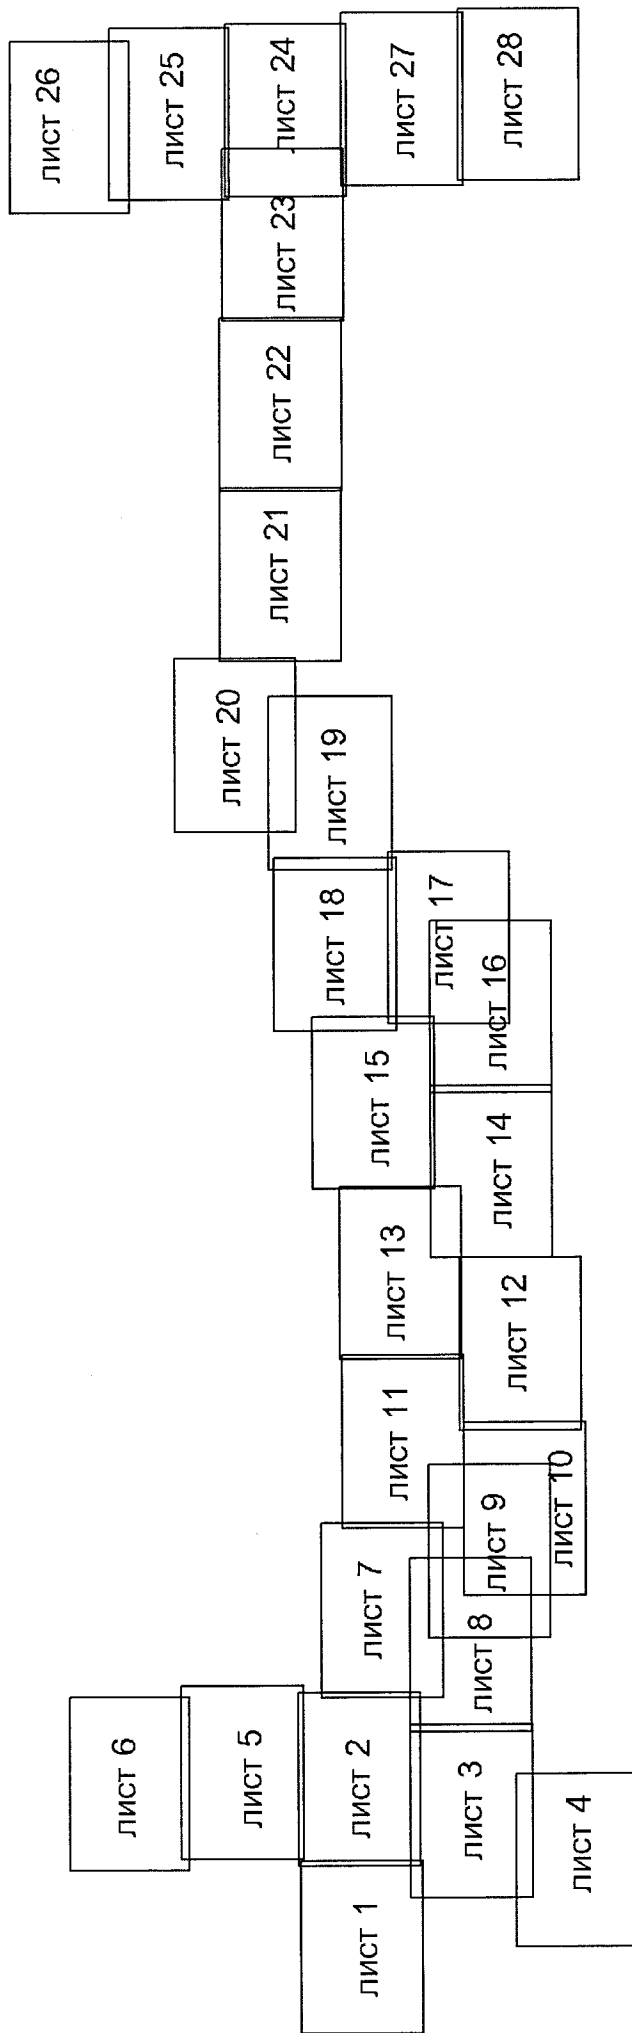 лист 26
лист 25
лист 24
лист 27
лист 28
лист 23
лист 22
лист 21
лист 20
лист 19
лист 18
лист 17
лист 16
лист 15
лист 14
лист 13
лист 12
лист 11
лист 10
лист 9
лист 7
лист 8
лист 6
лист 5
лист 2
лист 3
лист 4
лист 1